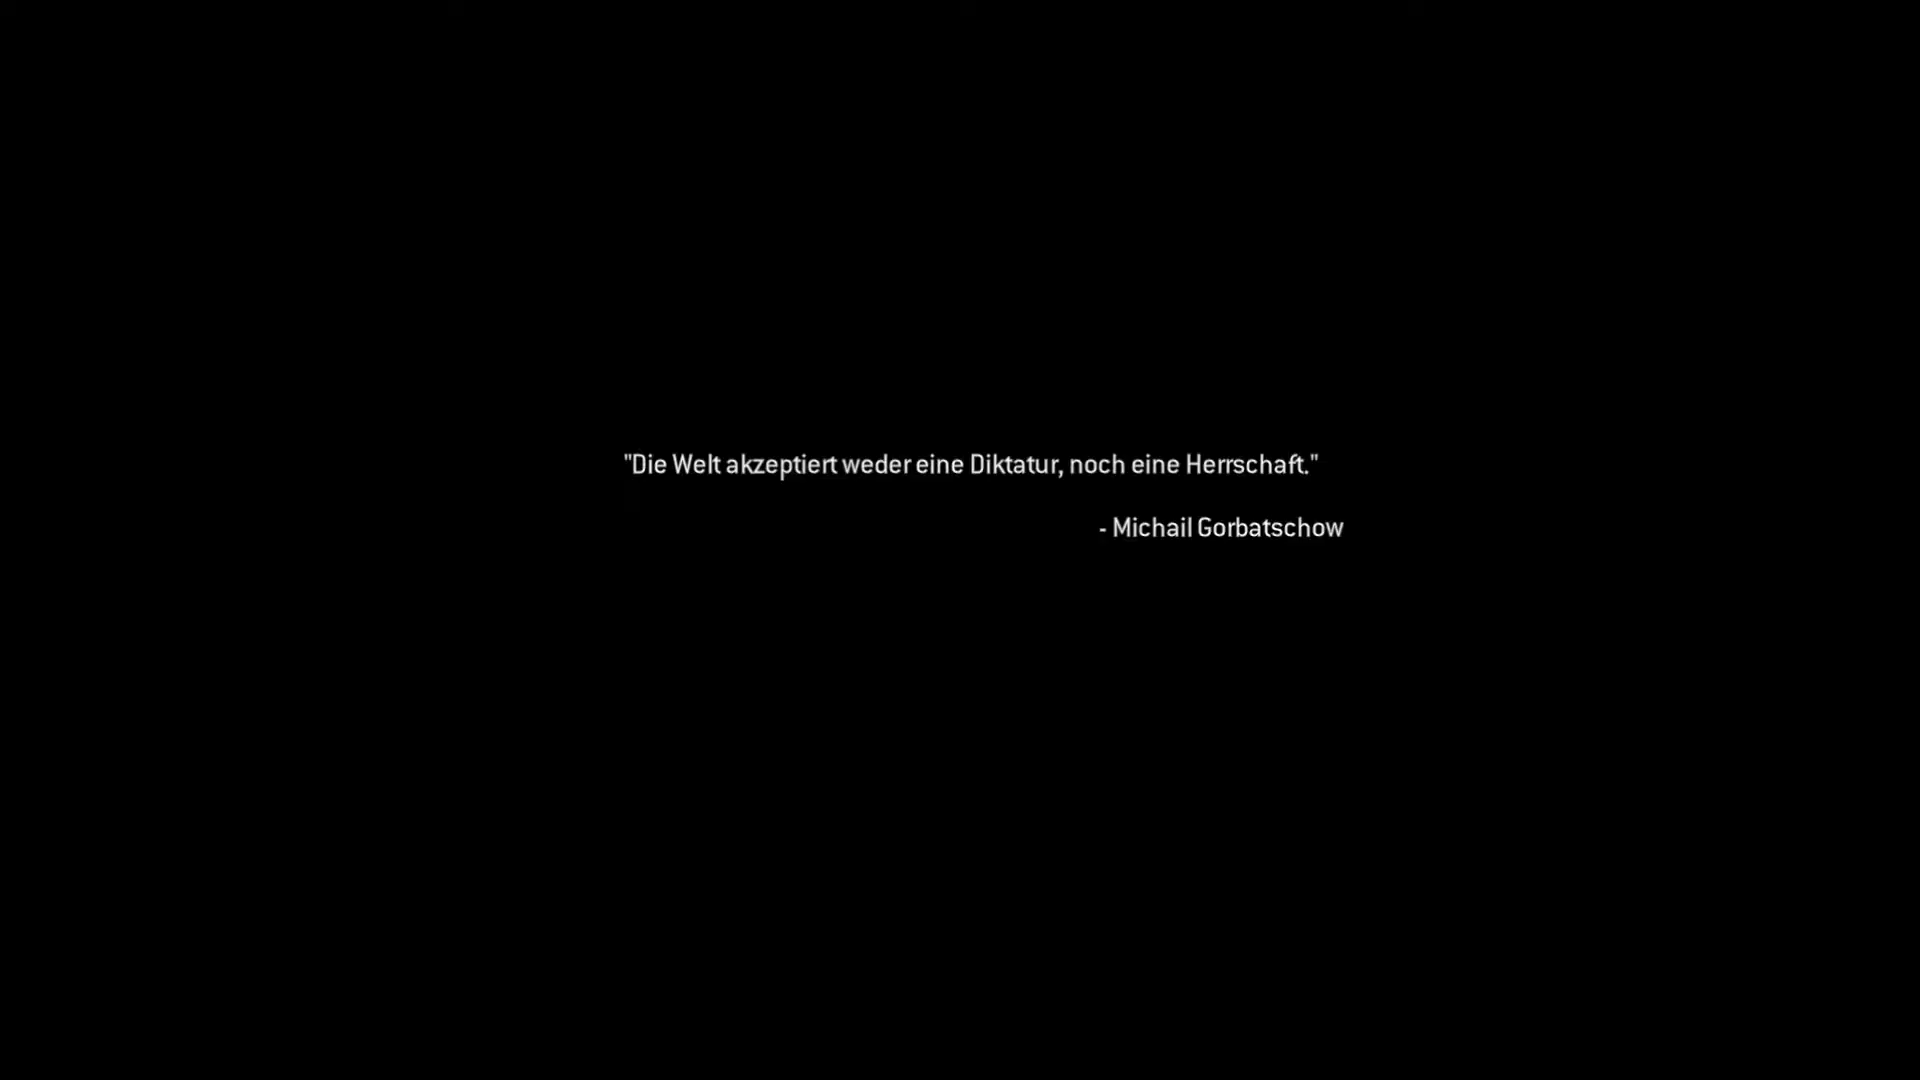 "Die Welt akzeptiert weder eine Diktatur, noch eine Herrschaft."
- Michail Gorbatschow